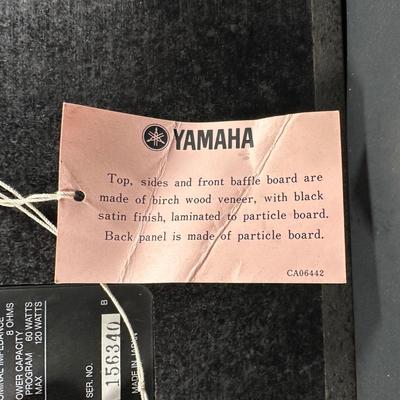 YAMAHA
Top, sides and front baffle board are
made of birch wood veneer, with black
satin finish, laminated to particle board.
Back panel is made of particle board.
CA06442
NOMINAL IMPEDANCE
8 OHMS
POWER CAPACITY
PROGRAM 60 WATTS
MAX. 120 WATTS
SER. NO. 156340 B
MADE IN JAPAN